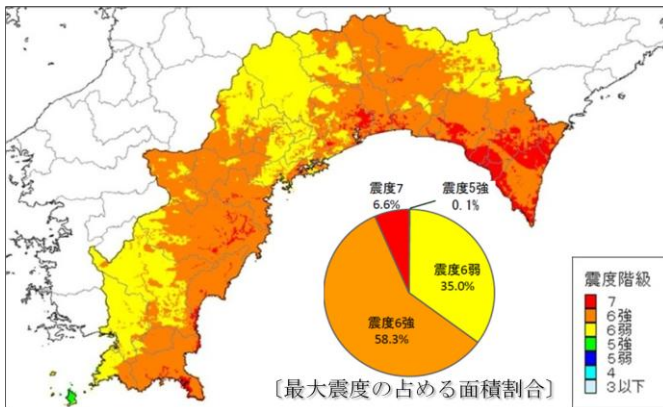 震度7
6.6%
震度5強
0.1%
震度6弱
35.0%
震度6強
58.3%
〔最大震度の占める面積割合〕
震度階級
7
6強
6弱
5強
5弱
4
3以下